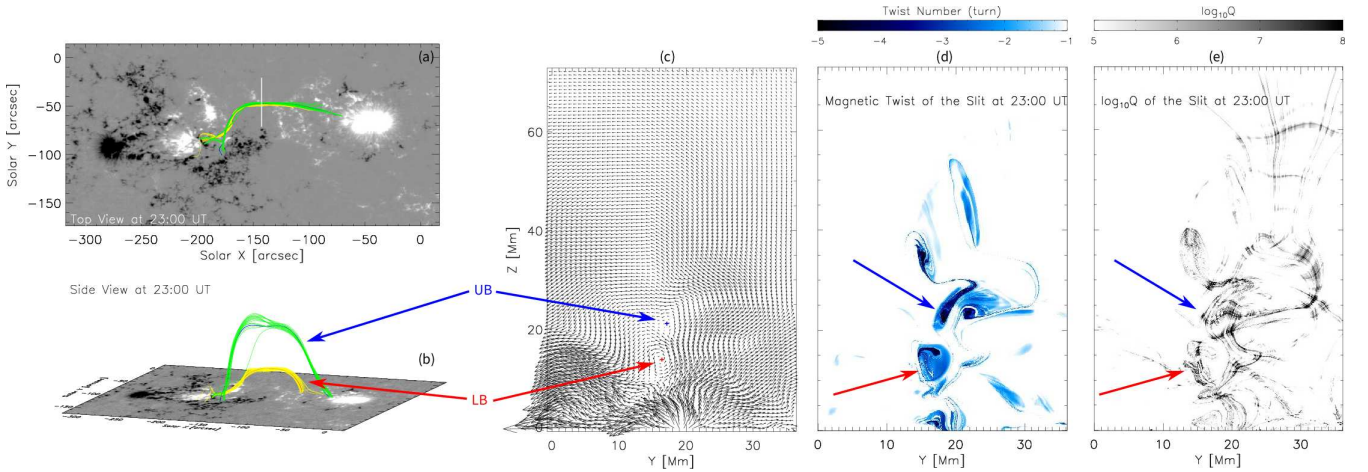 Twist Number (turn)
log₁₀Q
-5 -4 -3 -2 -1
5 6 7 8
(a)
0
-50
-100
-150
Solar Y [arcsec]
Top View at 23:00 UT
-300 -250 -200 -150 -100 -50 0
Solar X [arcsec]
Side View at 23:00 UT
(b)
UB
LB
(c)
60
40
20
0
Z [Mm]
0 10 20 30
Y [Mm]
(d)
Magnetic Twist of the Slit at 23:00 UT
0 10 20 30
Y [Mm]
(e)
log₁₀Q of the Slit at 23:00 UT
0 10 20 30
Y [Mm]